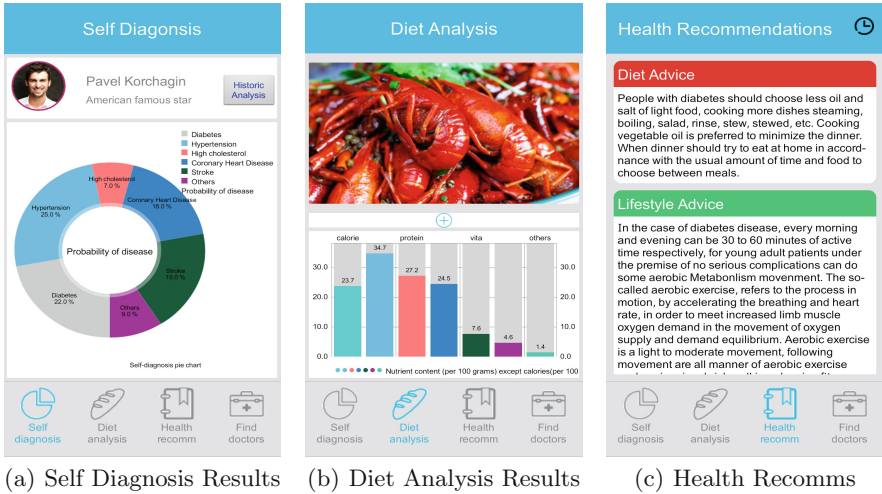 Self Diagonsis
Pavel Korchagin
American famous star
Historic
Analysis
Diabetes
Hypertension
High cholesterol
Coronary Heart Disease
Stroke
Others
Probability of disease
High cholesterol
7.0 %
Coronary Heart Disease
18.0 %
Hypertension
25.0 %
Probability of disease
Stroke
19.0 %
Diabetes
22.0 %
Others
9.0 %
Self-diagnosis pie chart
Self
diagnosis
Diet
analysis
Health
recomm
Find
doctors
(a) Self Diagnosis Results
Diet Analysis
calorie protein vita others
34.7
30.0 23.7 27.2 24.5 30.0
20.0 20.0
10.0 7.6 4.6 1.4 10.0
0.0 0.0
Nutrient content (per 100 grams) except calories(per 100
Self
diagnosis
Diet
analysis
Health
recomm
Find
doctors
(b) Diet Analysis Results
Health Recommendations
Diet Advice
People with diabetes should choose less oil and
salt of light food, cooking more dishes steaming,
boiling, salad, rinse, stew, stewed, etc. Cooking
vegetable oil is preferred to minimize the dinner.
When dinner should try to eat at home in accord-
nance with the usual amount of time and food to
choose between meals.
Lifestyle Advice
In the case of diabetes disease, every morning
and evening can be 30 to 60 minutes of active
time respectively, for young adult patients under
the premise of no serious complications can do
some aerobic Metabonlism movenment. The so-
called aerobic exercise, refers to the process in
motion, by accelerating the breathing and heart
rate, in order to meet increased limb muscle
oxygen demand in the movement of oxygen
supply and demand equilibrium. Aerobic exercise
is a light to moderate movement, following
movement are all manner of aerobic exercise
Self
diagnosis
Diet
analysis
Health
recomm
Find
doctors
(c) Health Recomms